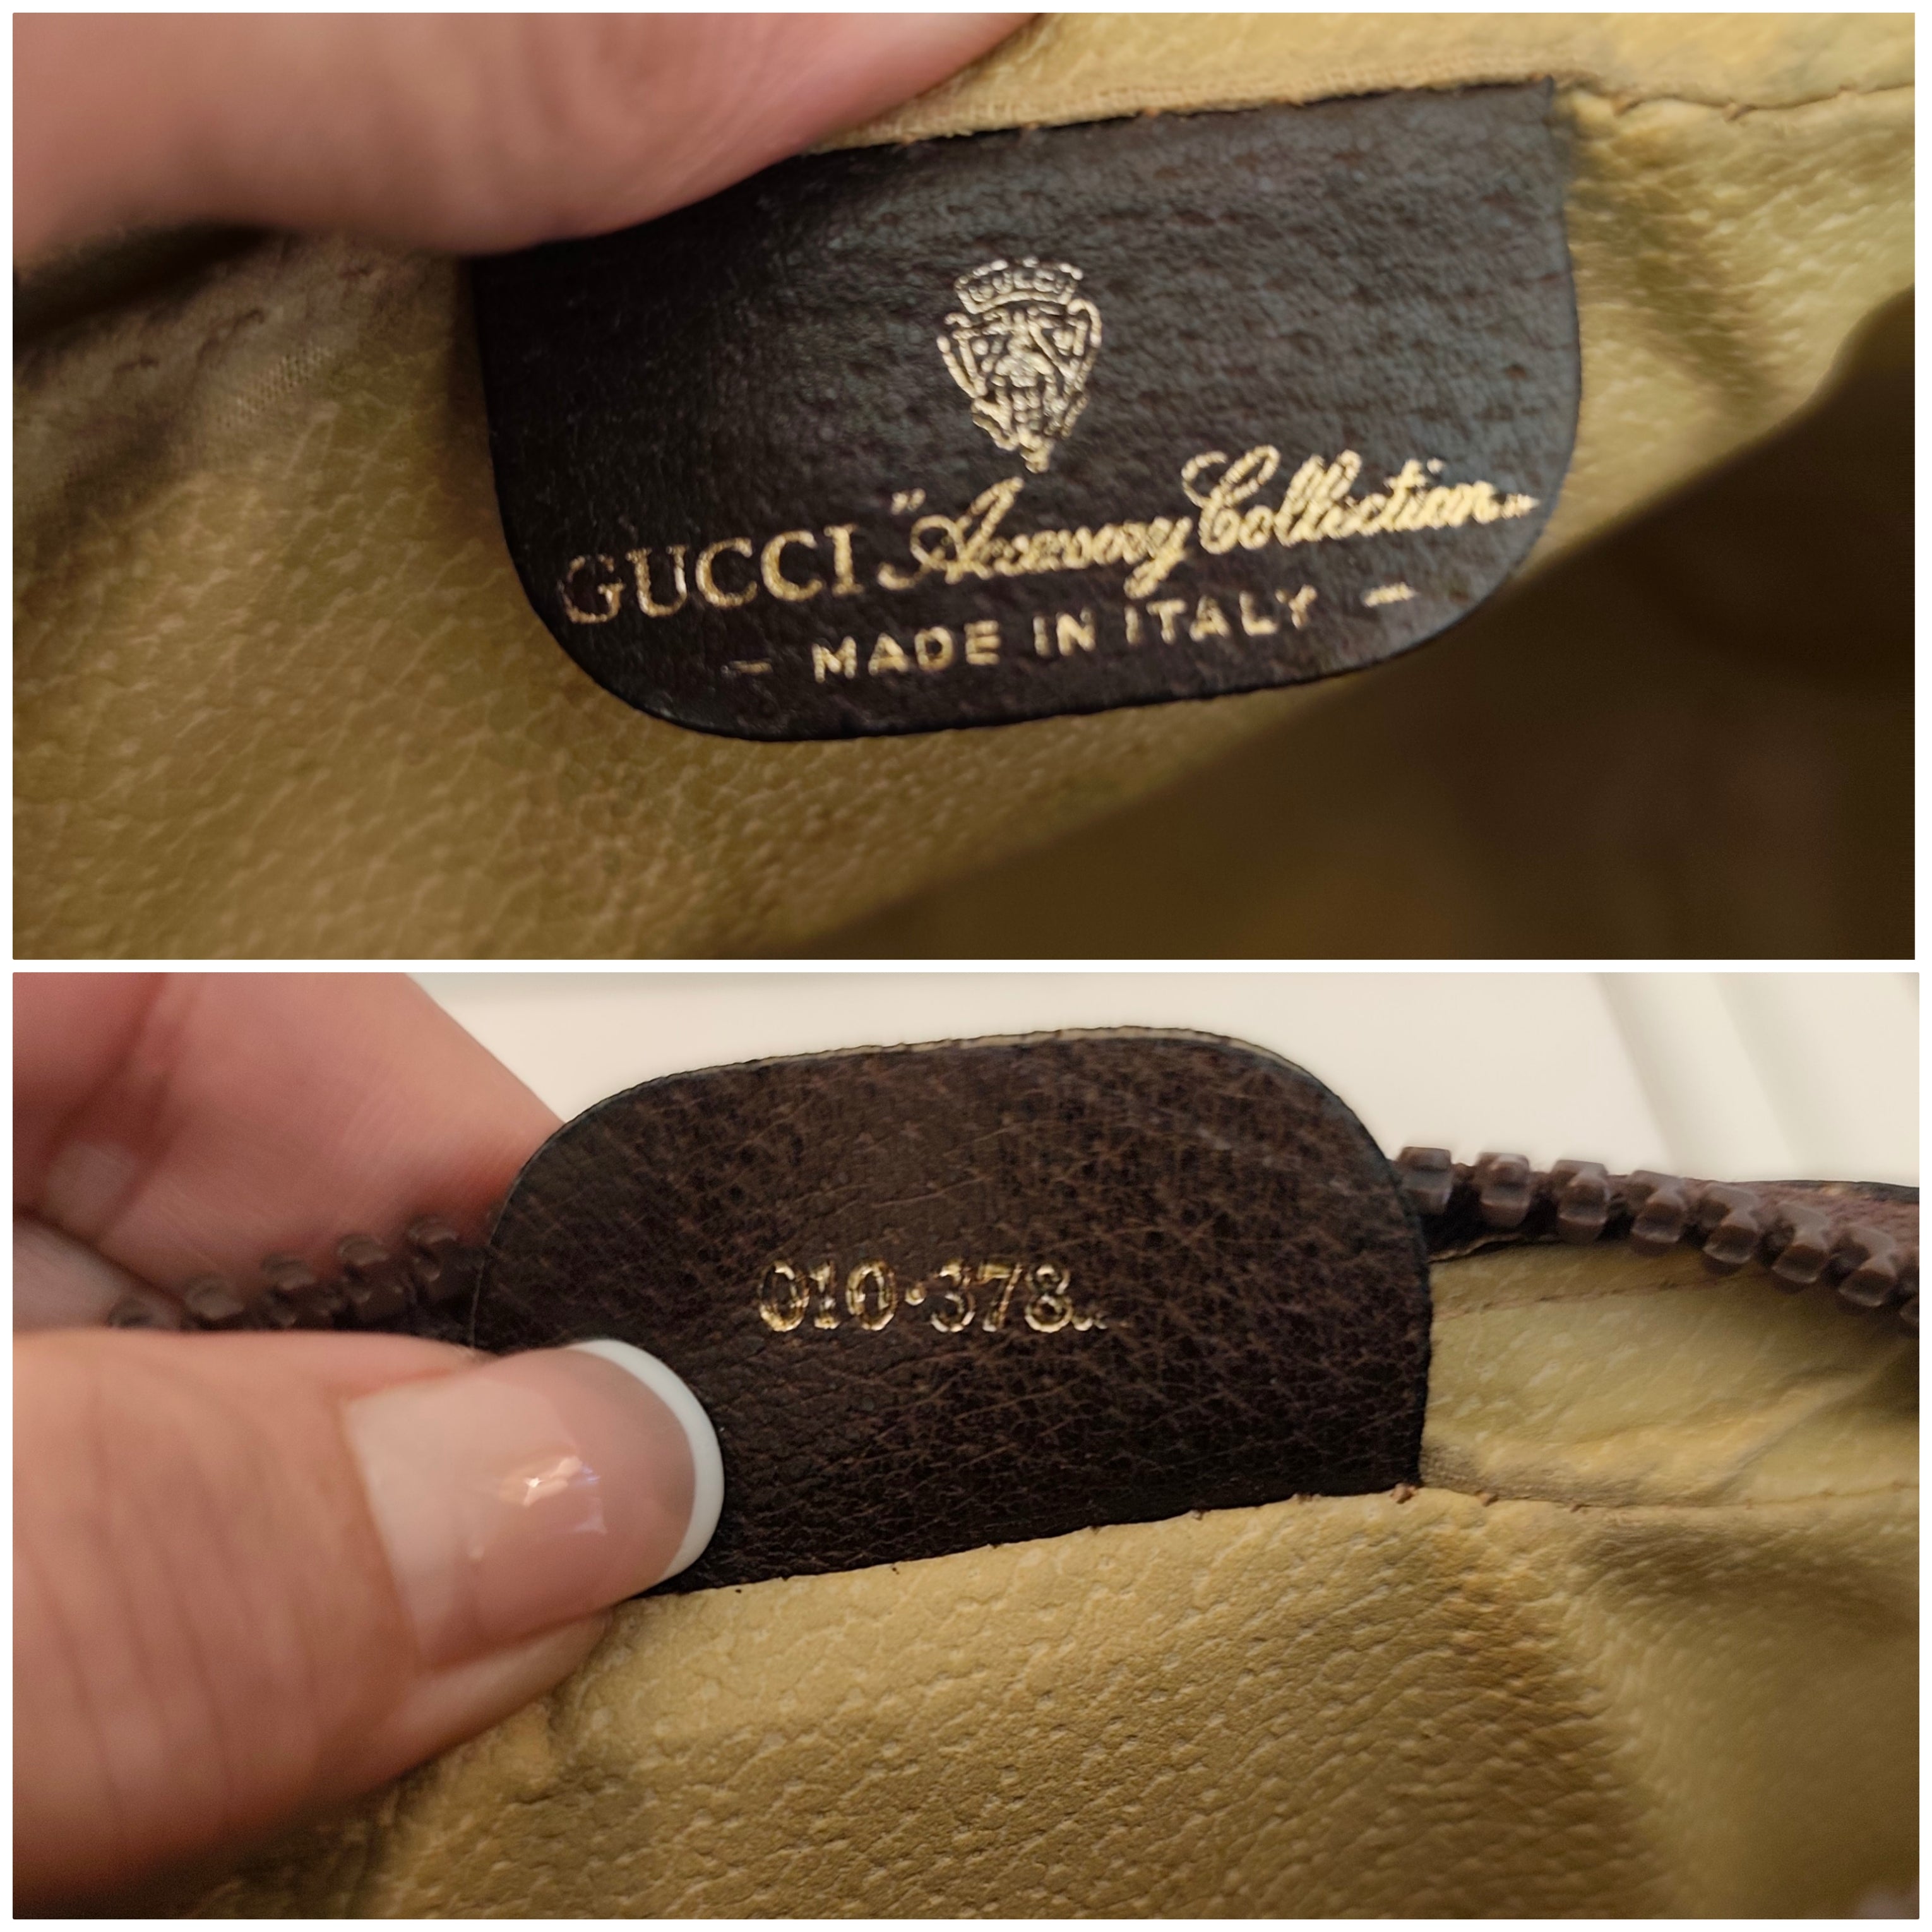 GUCCI "Accessory Collection"
— MADE IN ITALY —
010·378..